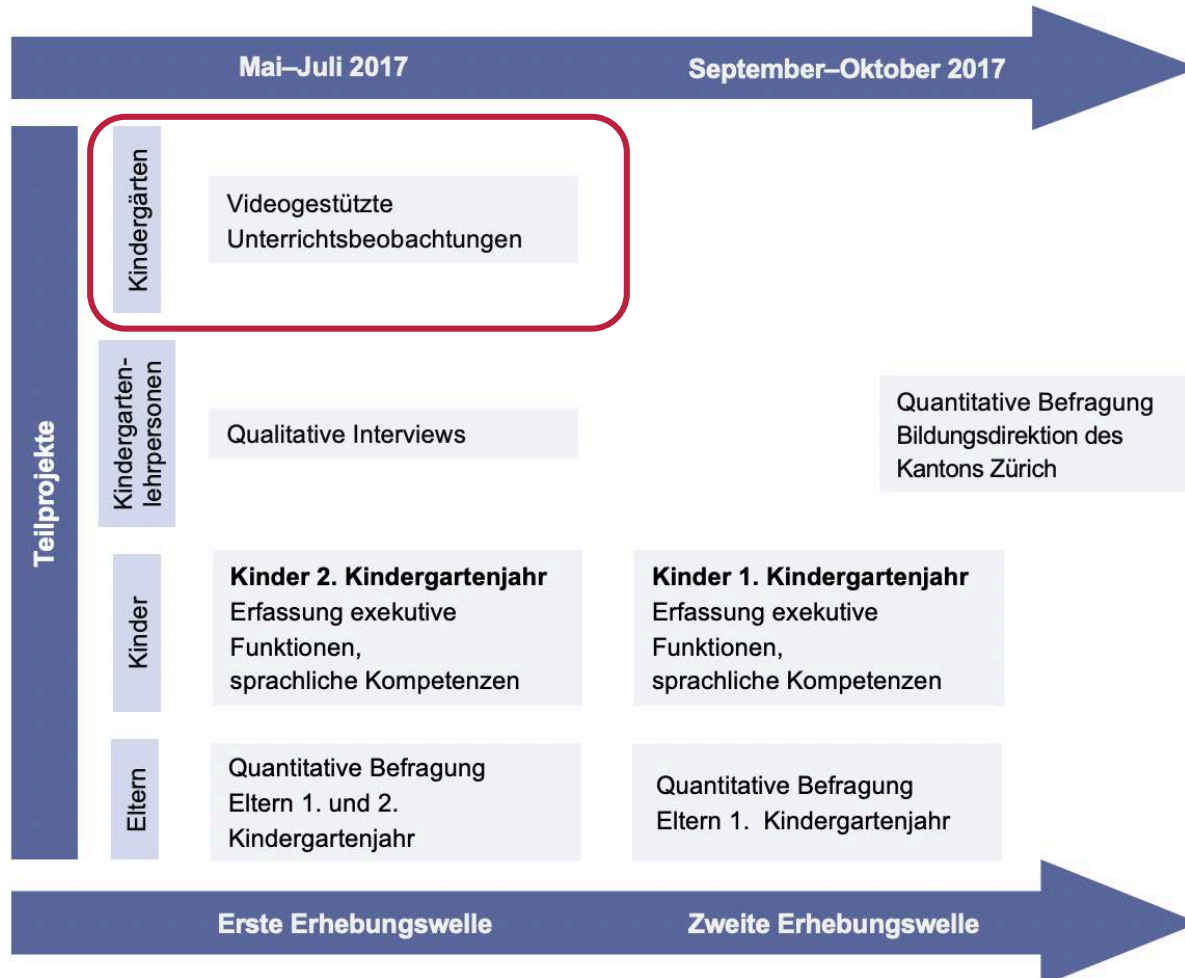 Mai–Juli 2017
September–Oktober 2017
Teilprojekte
Kindergärten
Videogestützte
Unterrichtsbeobachtungen
Kindergarten-
lehrpersonen
Qualitative Interviews
Quantitative Befragung
Bildungsdirektion des
Kantons Zürich
Kinder
Kinder 2. Kindergartenjahr
Erfassung exekutive
Funktionen,
sprachliche Kompetenzen
Kinder 1. Kindergartenjahr
Erfassung exekutive
Funktionen,
sprachliche Kompetenzen
Eltern
Quantitative Befragung
Eltern 1. und 2.
Kindergartenjahr
Quantitative Befragung
Eltern 1. Kindergartenjahr
Erste Erhebungswelle
Zweite Erhebungswelle